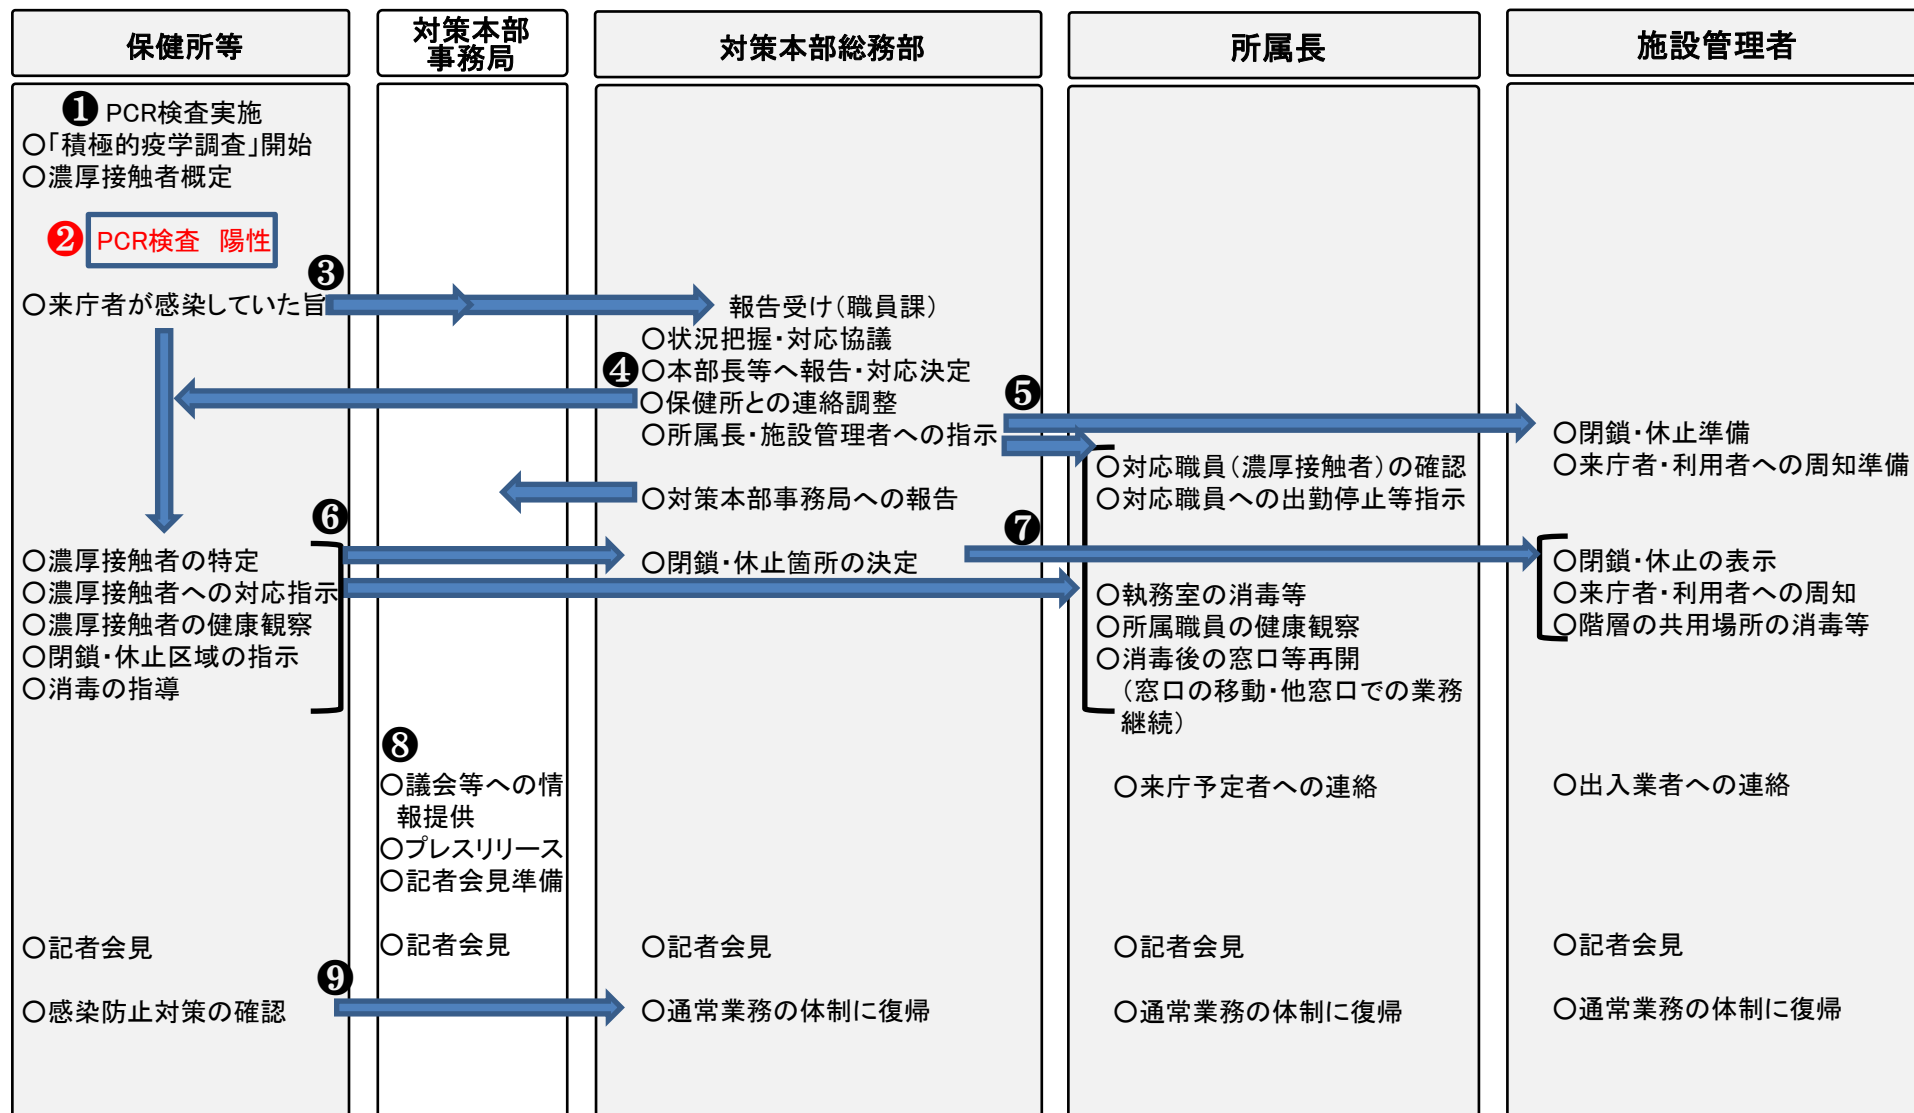 保健所等
対策本部
事務局
対策本部総務部
所属長
施設管理者
❶ PCR検査実施
○「積極的疫学調査」開始
○濃厚接触者概定
❷ PCR検査　陽性
❸
○来庁者が感染していた旨
報告受け（職員課）
○状況把握・対応協議
❹
○本部長等へ報告・対応決定
○保健所との連絡調整
○所属長・施設管理者への指示
❺
○閉鎖・休止準備
○来庁者・利用者への周知準備
○対応職員（濃厚接触者）の確認
○対応職員への出勤停止等指示
○対策本部事務局への報告
❻
○濃厚接触者の特定
○濃厚接触者への対応指示
○濃厚接触者の健康観察
○閉鎖・休止区域の指示
○消毒の指導
○閉鎖・休止箇所の決定
❼
○執務室の消毒等
○所属職員の健康観察
○消毒後の窓口等再開
（窓口の移動・他窓口での業務
継続）
○閉鎖・休止の表示
○来庁者・利用者への周知
○階層の共用場所の消毒等
❽
○議会等への情
報提供
○プレスリリース
○記者会見準備
○来庁予定者への連絡
○出入業者への連絡
○記者会見
○記者会見
○記者会見
○記者会見
○記者会見
❾
○感染防止対策の確認
○通常業務の体制に復帰
○通常業務の体制に復帰
○通常業務の体制に復帰